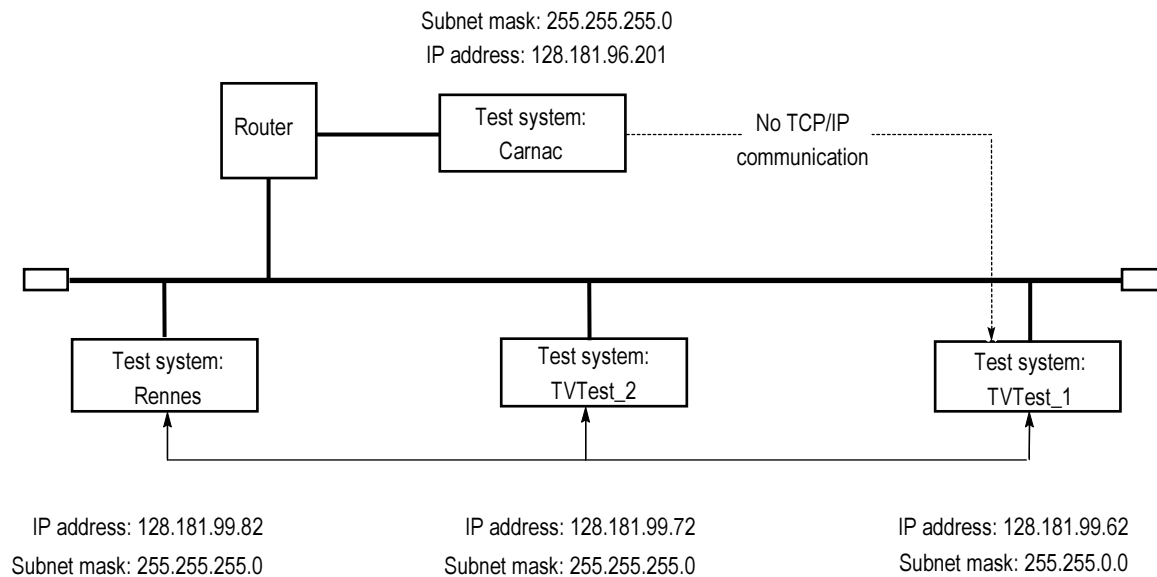 Subnet mask: 255.255.255.0
IP address: 128.181.96.201
Router
Test system:
Carnac
No TCP/IP
communication
Test system:
Rennes
Test system:
TVTest_2
Test system:
TVTest_1
IP address: 128.181.99.82
Subnet mask: 255.255.255.0
IP address: 128.181.99.72
Subnet mask: 255.255.255.0
IP address: 128.181.99.62
Subnet mask: 255.255.0.0